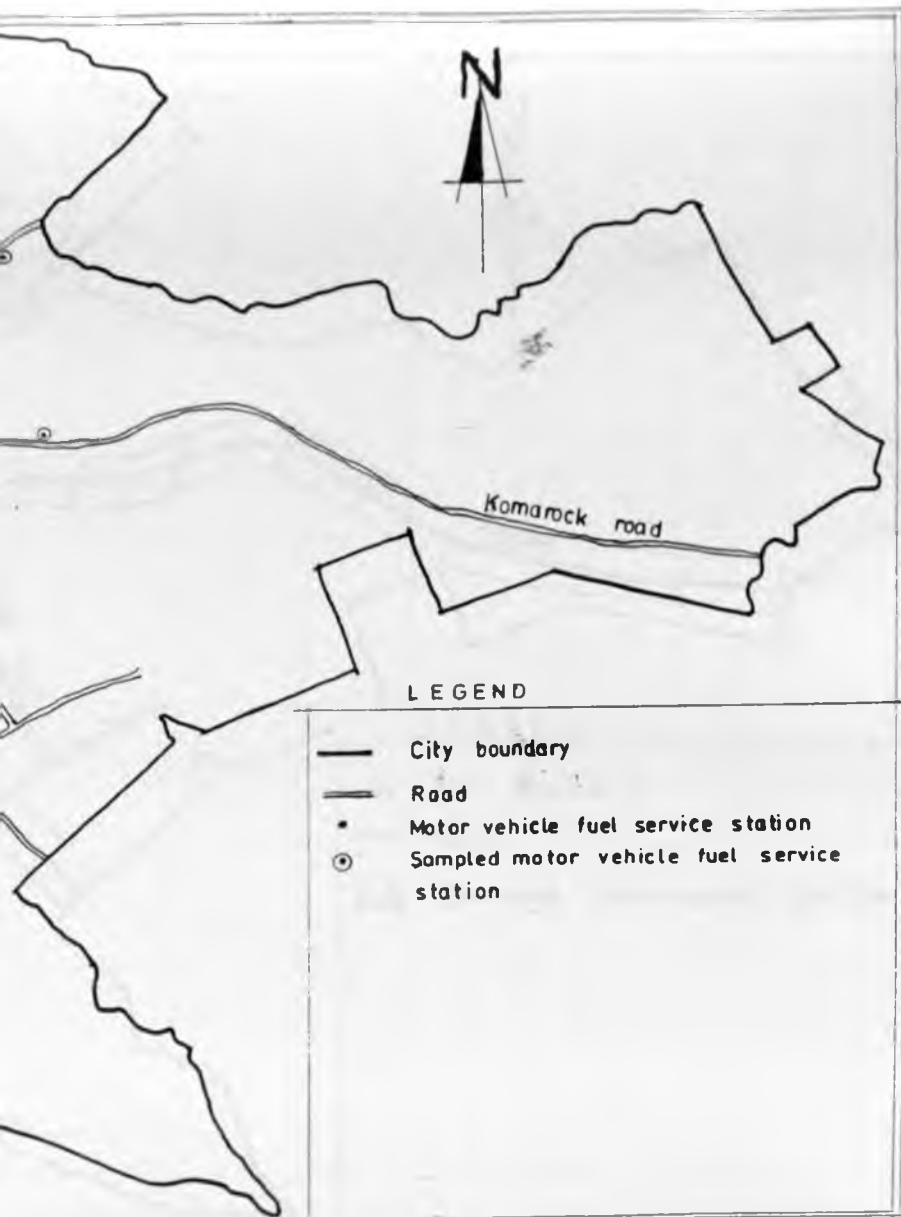 N
Komarock road
LEGEND
City boundary
Road
Motor vehicle fuel service station
Sampled motor vehicle fuel service
station